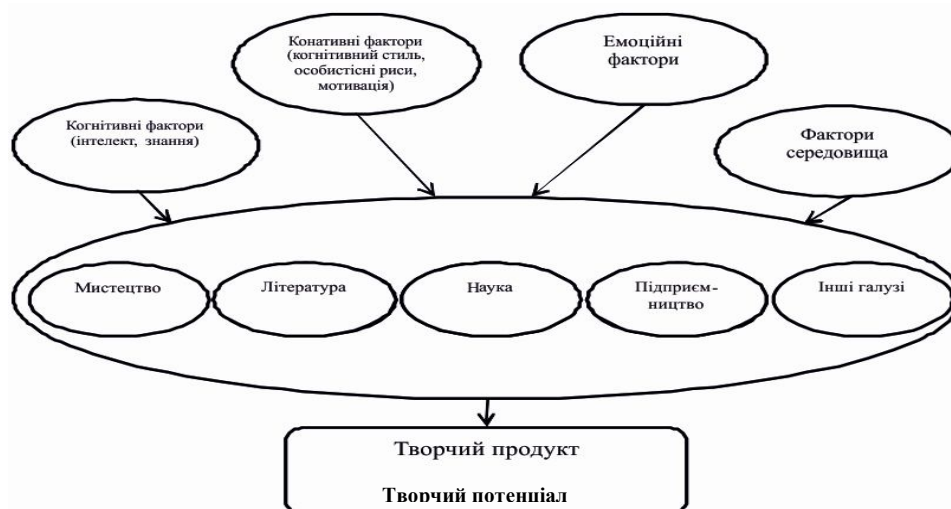 Когнітивні фактори
(інтелект, знання)
Конативні фактори
(когнітивний стиль,
особистісні риси,
мотивація)
Емоційні
фактори
Фактори
середовища
Мистецтво
Література
Наука
Підприєм-
ництво
Інші галузі
Творчий продукт
Творчий потенціал